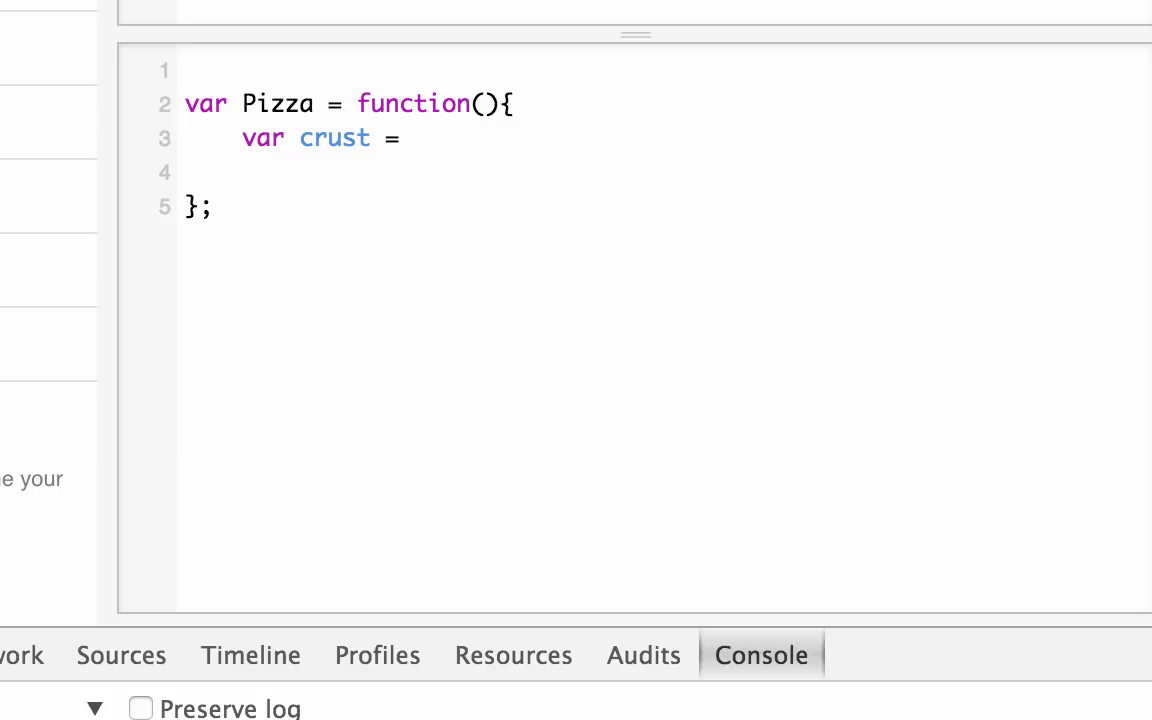 1
2 var Pizza = function(){
3 var crust =
4
5 };
e your
work Sources Timeline Profiles Resources Audits Console
▼ Preserve log